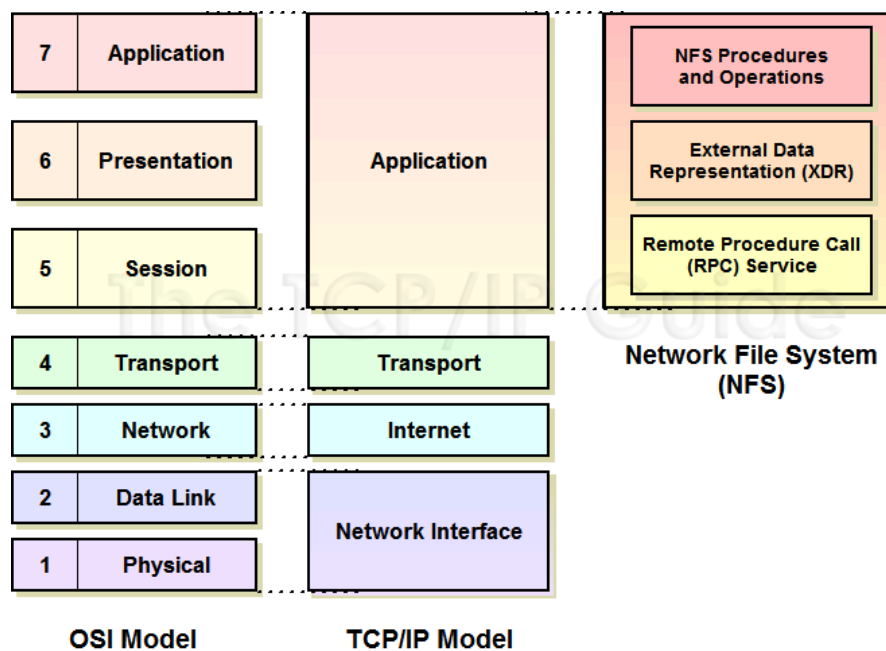 7 Application
6 Presentation
5 Session
4 Transport
3 Network
2 Data Link
1 Physical
OSI Model
Application
Transport
Internet
Network Interface
TCP/IP Model
NFS Procedures
and Operations
External Data
Representation (XDR)
Remote Procedure Call
(RPC) Service
Network File System
(NFS)
The TCP/IP Guide